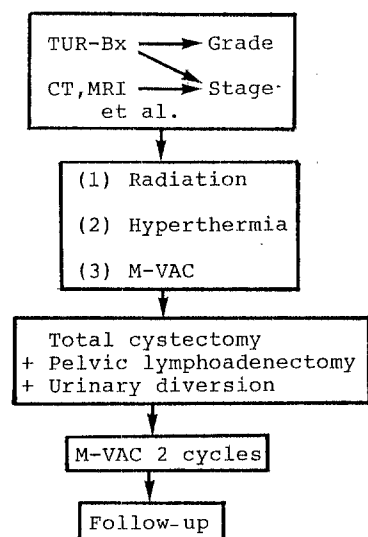 TUR-Bx Grade
CT,MRI Stage
et al.
(1) Radiation
(2) Hyperthermia
(3) M-VAC
Total cystectomy
+ Pelvic lymphoadenectomy
+ Urinary diversion
M-VAC 2 cycles
Follow-up